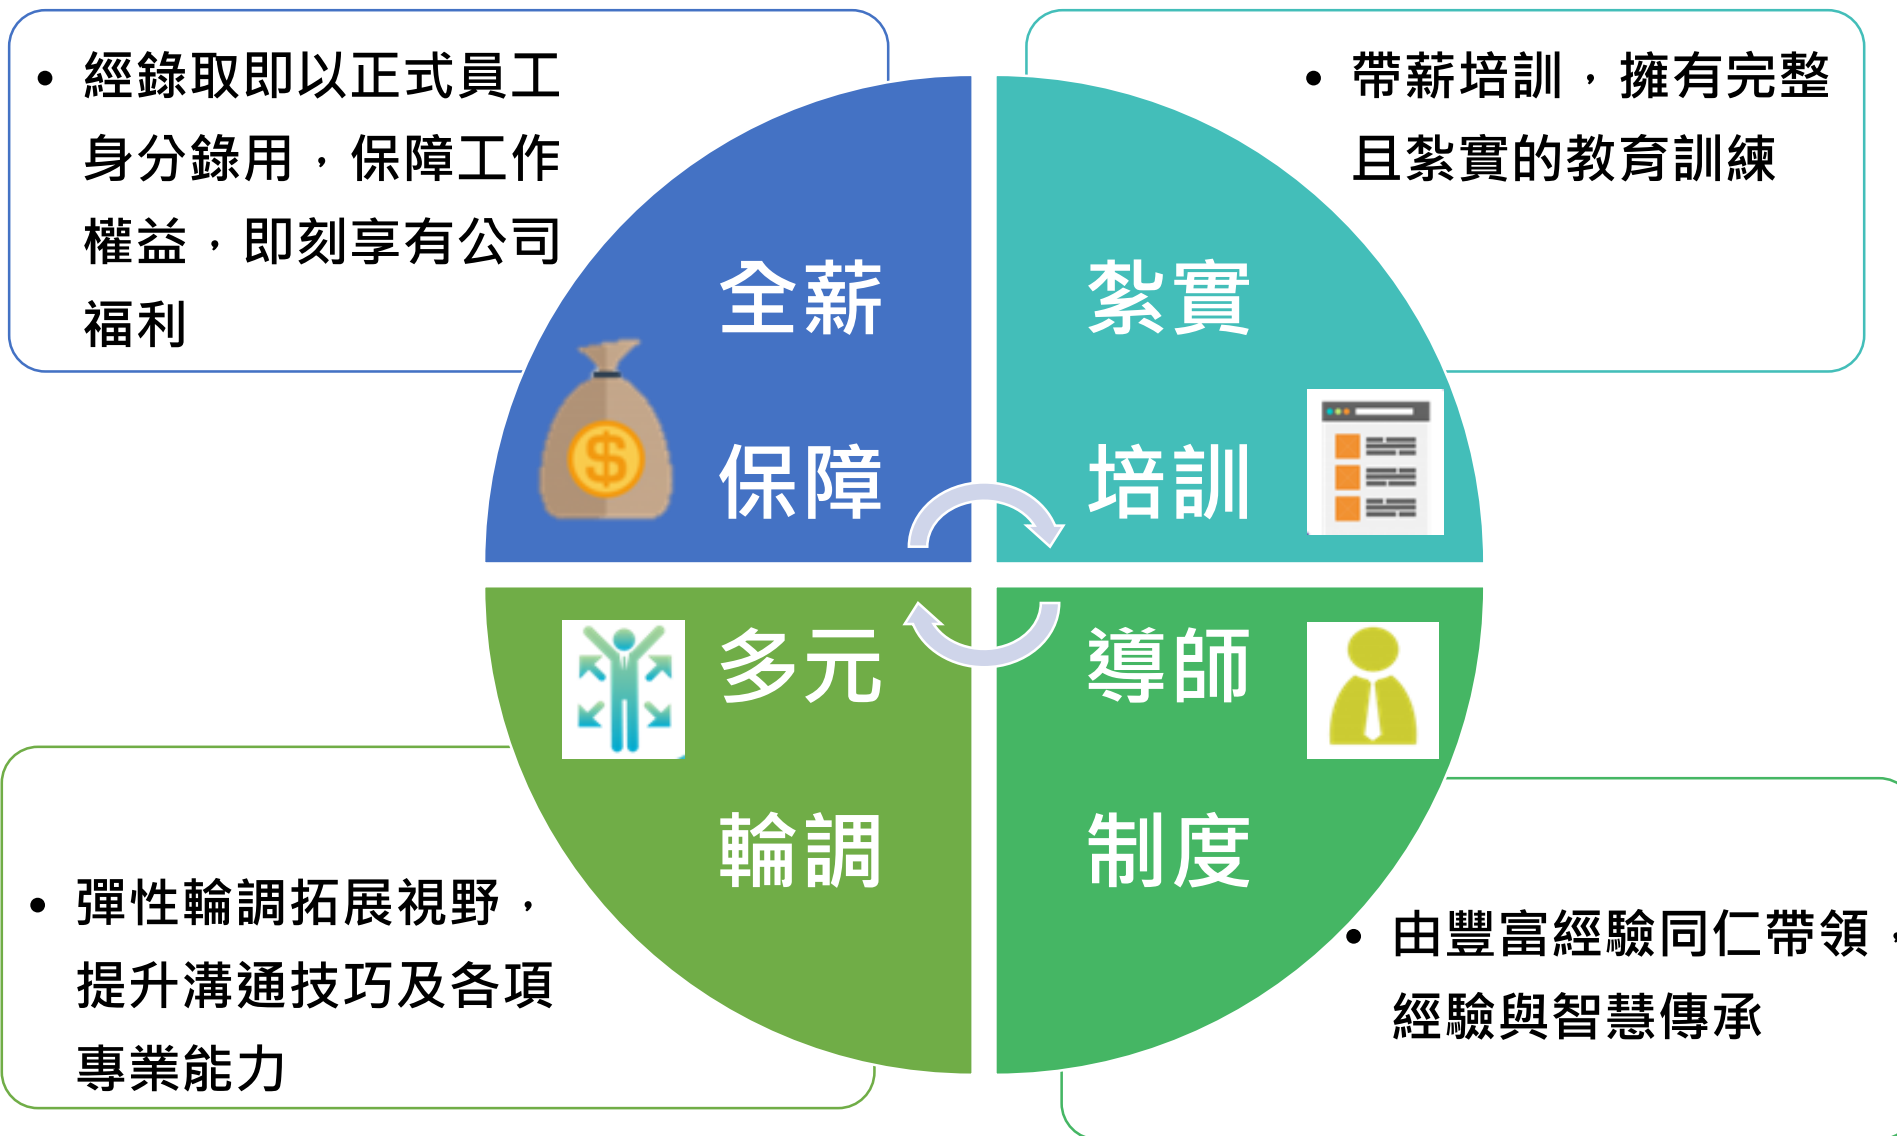 • 經錄取即以正式員工
身分錄用，保障工作
權益，即刻享有公司
福利
• 帶薪培訓，擁有完整
且紮實的教育訓練
全薪
保障
紮實
培訓
多元
輪調
導師
制度
• 彈性輪調拓展視野，
提升溝通技巧及各項
專業能力
• 由豐富經驗同仁帶領，
經驗與智慧傳承